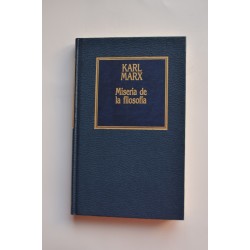 KARL
MARX
Miseria de
la filosofía